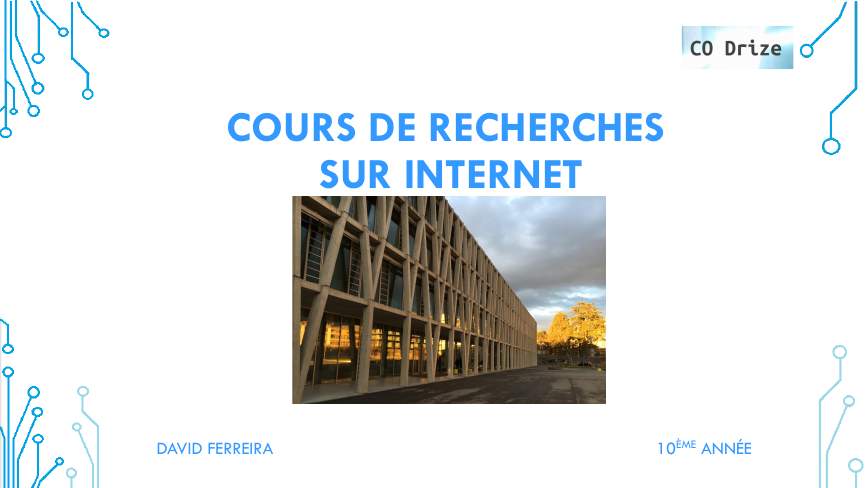 CO Drize
COURS DE RECHERCHES
SUR INTERNET
DAVID FERREIRA
10ÈME ANNÉE